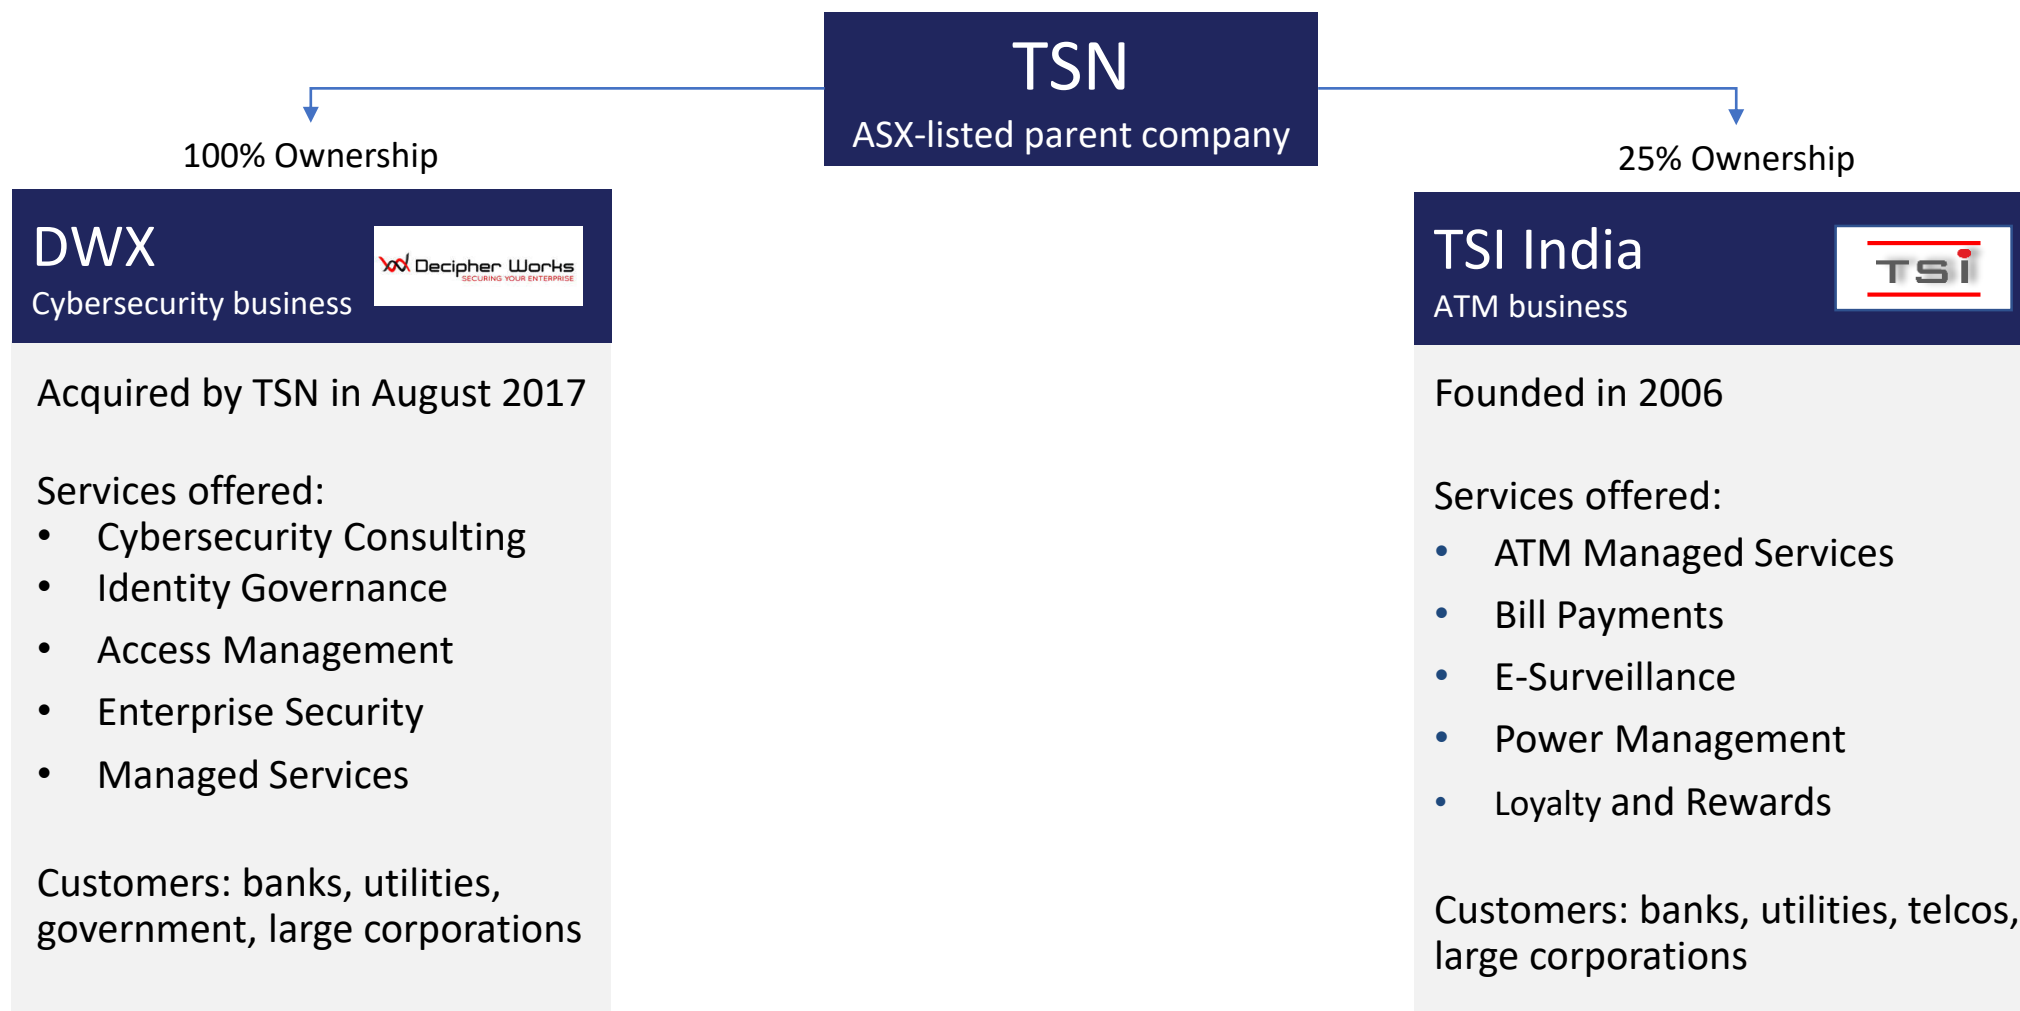 TSN
ASX-listed parent company
100% Ownership
DWX
Cybersecurity business
Decipher Works
SECURING YOUR ENTERPRISE
Acquired by TSN in August 2017
Services offered:
• Cybersecurity Consulting
• Identity Governance
• Access Management
• Enterprise Security
• Managed Services
Customers: banks, utilities,
government, large corporations
25% Ownership
TSI India
ATM business
TSi
Founded in 2006
Services offered:
• ATM Managed Services
• Bill Payments
• E-Surveillance
• Power Management
• Loyalty and Rewards
Customers: banks, utilities, telcos,
large corporations